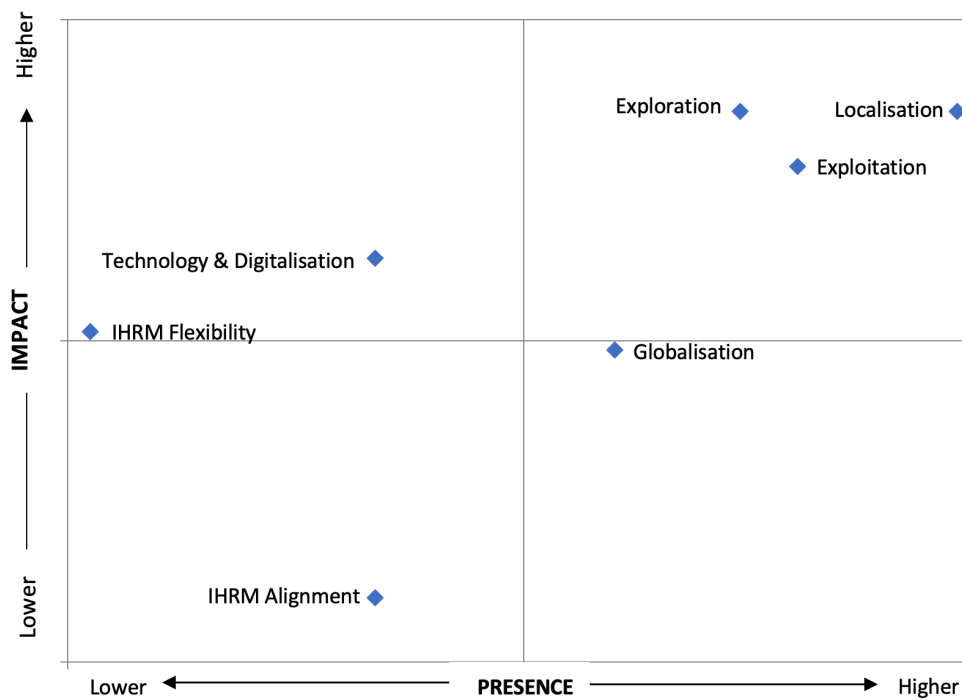 Higher
Exploration
Localisation
Exploitation
Technology & Digitalisation
IMPACT
IHRM Flexibility
Globalisation
IHRM Alignment
Lower
Lower
PRESENCE
Higher